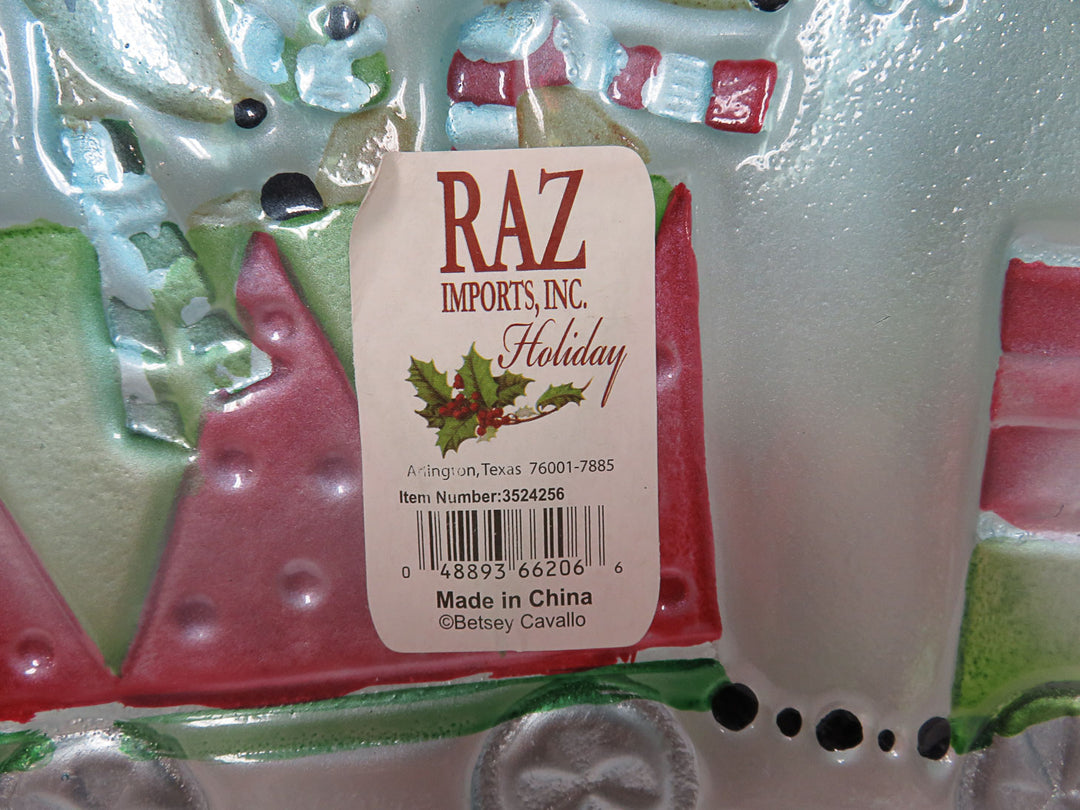 RAZ
IMPORTS, INC.
Holiday
Arlington, Texas 76001-7885
Item Number:3524256
0 48893 66206 6
Made in China
©Betsey Cavallo